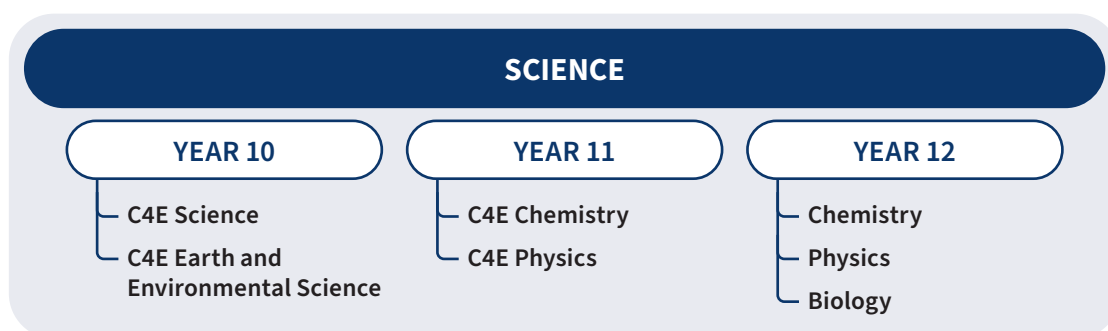 SCIENCE
YEAR 10
C4E Science
C4E Earth and
Environmental Science
YEAR 11
C4E Chemistry
C4E Physics
YEAR 12
Chemistry
Physics
Biology